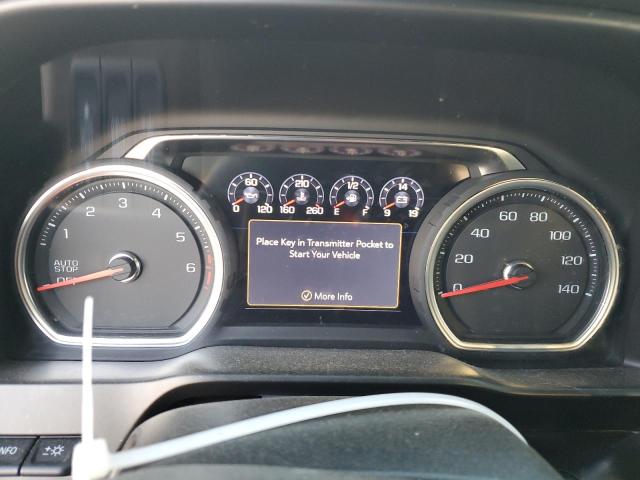 60
0 120
210
160 260
1/2
E F
14
9 19
1 2 3 4 5 6
AUTO
STOP
OFF
Place Key in Transmitter Pocket to
Start Your Vehicle
More Info
0 20 40 60 80 100 120 140
INFO